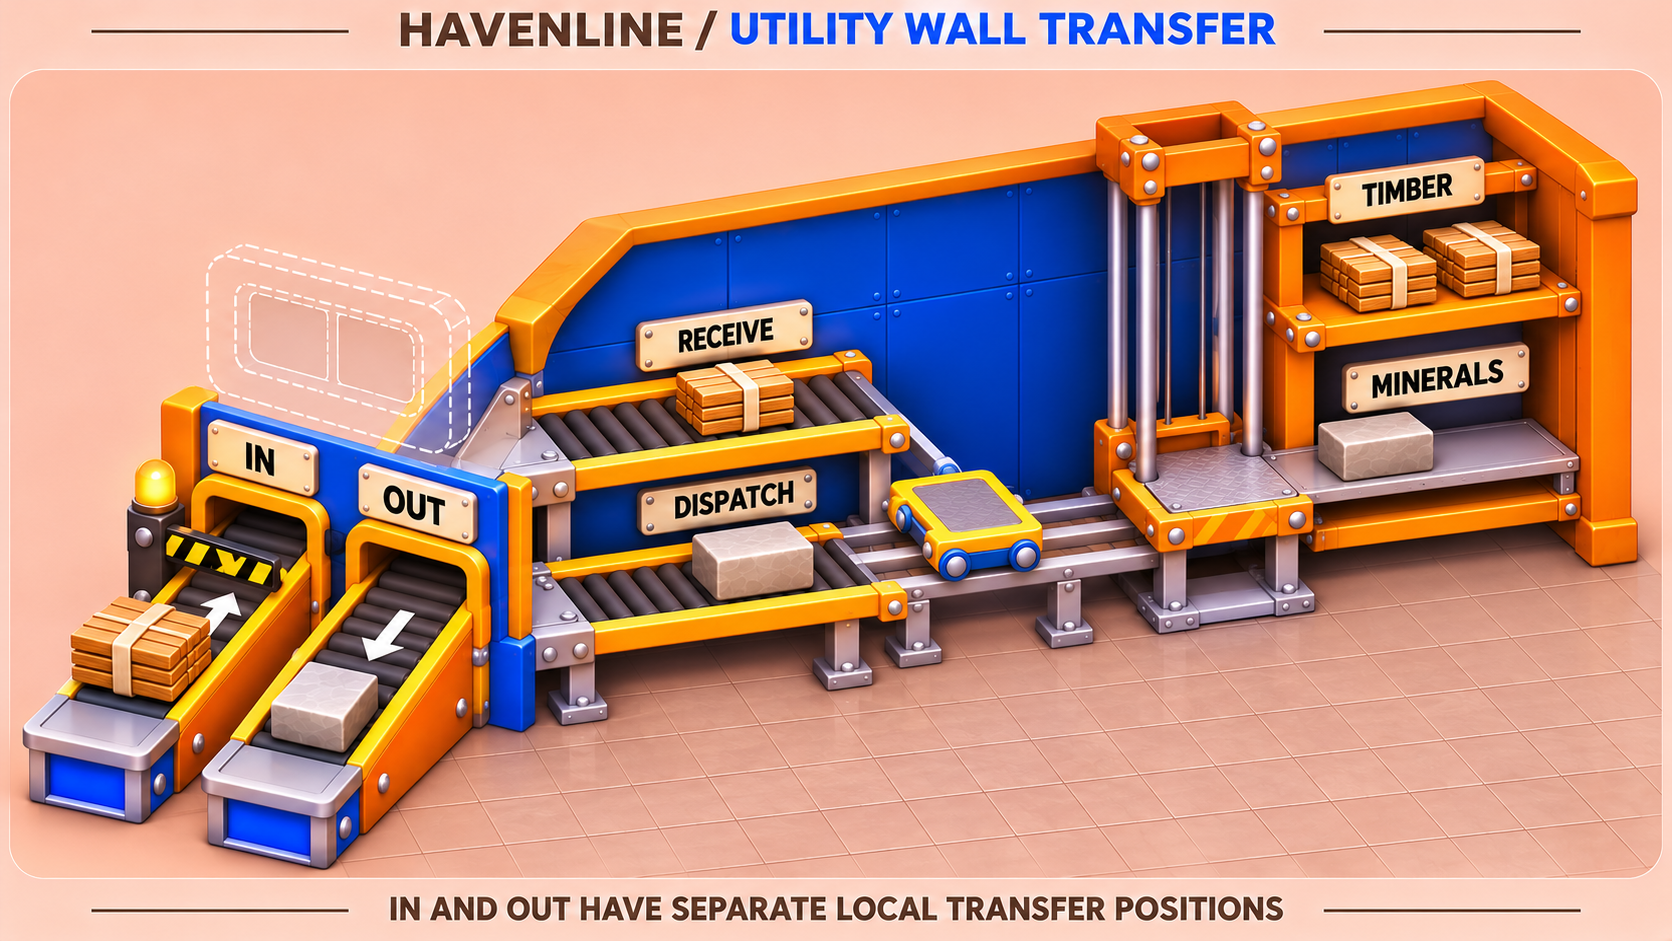 HAVENLINE / UTILITY WALL TRANSFER
TIMBER
RECEIVE
MINERALS
IN
OUT
DISPATCH
IN AND OUT HAVE SEPARATE LOCAL TRANSFER POSITIONS